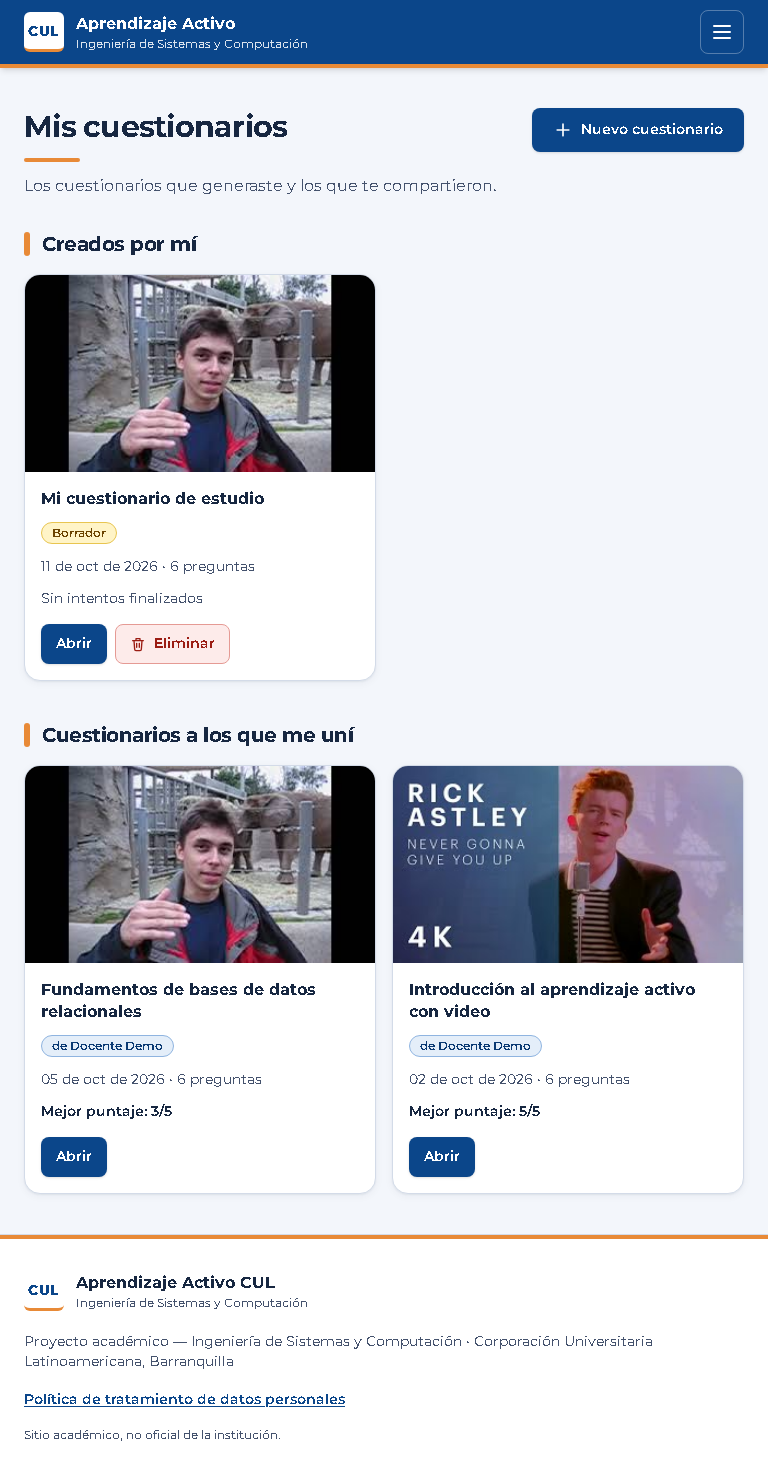 CUL
Aprendizaje Activo
Ingeniería de Sistemas y Computación
Mis cuestionarios
Nuevo cuestionario
Los cuestionarios que generaste y los que te compartieron.
Creados por mí
Mi cuestionario de estudio
Borrador
11 de oct de 2026 · 6 preguntas
Sin intentos finalizados
Abrir
Eliminar
Cuestionarios a los que me uní
Fundamentos de bases de datos
relacionales
de Docente Demo
05 de oct de 2026 · 6 preguntas
Mejor puntaje: 3/5
Abrir
RICK
ASTLEY
NEVER GONNA
GIVE YOU UP
4K
Introducción al aprendizaje activo
con video
de Docente Demo
02 de oct de 2026 · 6 preguntas
Mejor puntaje: 5/5
Abrir
CUL
Aprendizaje Activo CUL
Ingeniería de Sistemas y Computación
Proyecto académico — Ingeniería de Sistemas y Computación · Corporación Universitaria
Latinoamericana, Barranquilla
Política de tratamiento de datos personales
Sitio académico, no oficial de la institución.